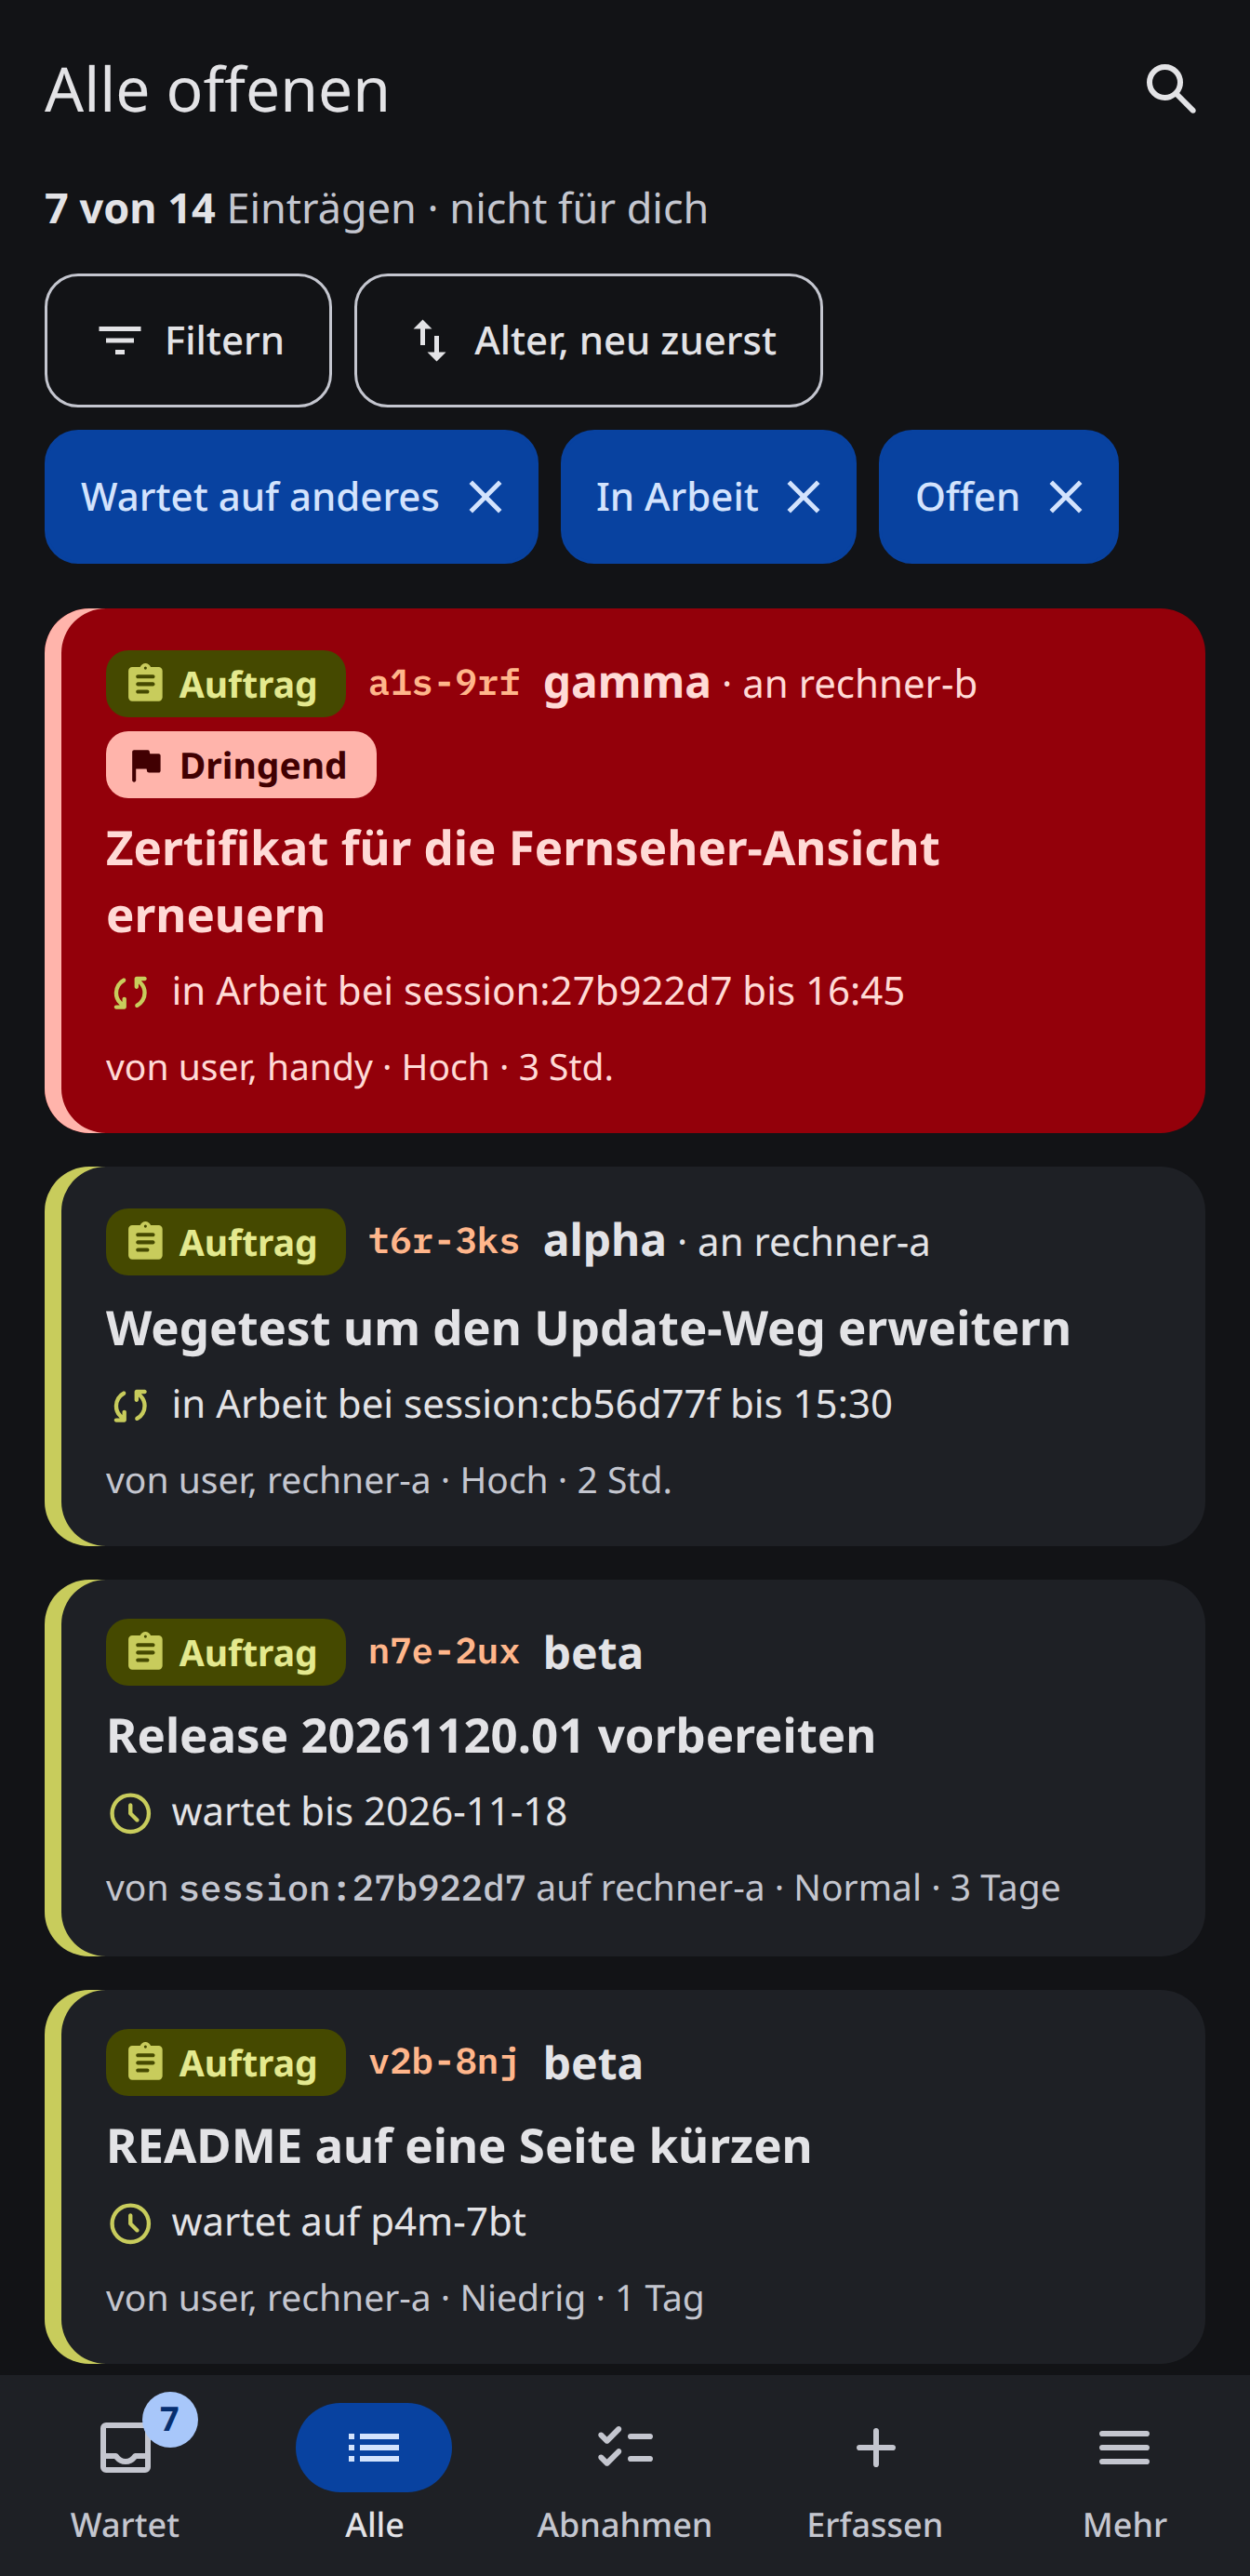 Alle offenen
7 von 14 Einträgen · nicht für dich
Filtern
Alter, neu zuerst
Wartet auf anderes
In Arbeit
Offen
Auftrag a1s-9rf gamma · an rechner-b
Dringend
Zertifikat für die Fernseher-Ansicht
erneuern
in Arbeit bei session:27b922d7 bis 16:45
von user, handy · Hoch · 3 Std.
Auftrag t6r-3ks alpha · an rechner-a
Wegetest um den Update-Weg erweitern
in Arbeit bei session:cb56d77f bis 15:30
von user, rechner-a · Hoch · 2 Std.
Auftrag n7e-2ux beta
Release 20261120.01 vorbereiten
wartet bis 2026-11-18
von session:27b922d7 auf rechner-a · Normal · 3 Tage
Auftrag v2b-8nj beta
README auf eine Seite kürzen
wartet auf p4m-7bt
von user, rechner-a · Niedrig · 1 Tag
7
Wartet
Alle
Abnahmen
Erfassen
Mehr